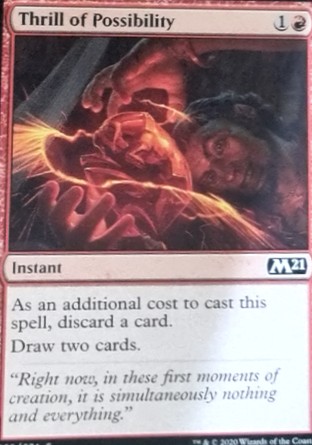 Thrill of Possibility 1
Instant M21
As an additional cost to cast this
spell, discard a card.
Draw two cards.
"Right now, in these first moments of
creation, it is simultaneously nothing
and everything."
™ & © 2020 Wizards of the Coast